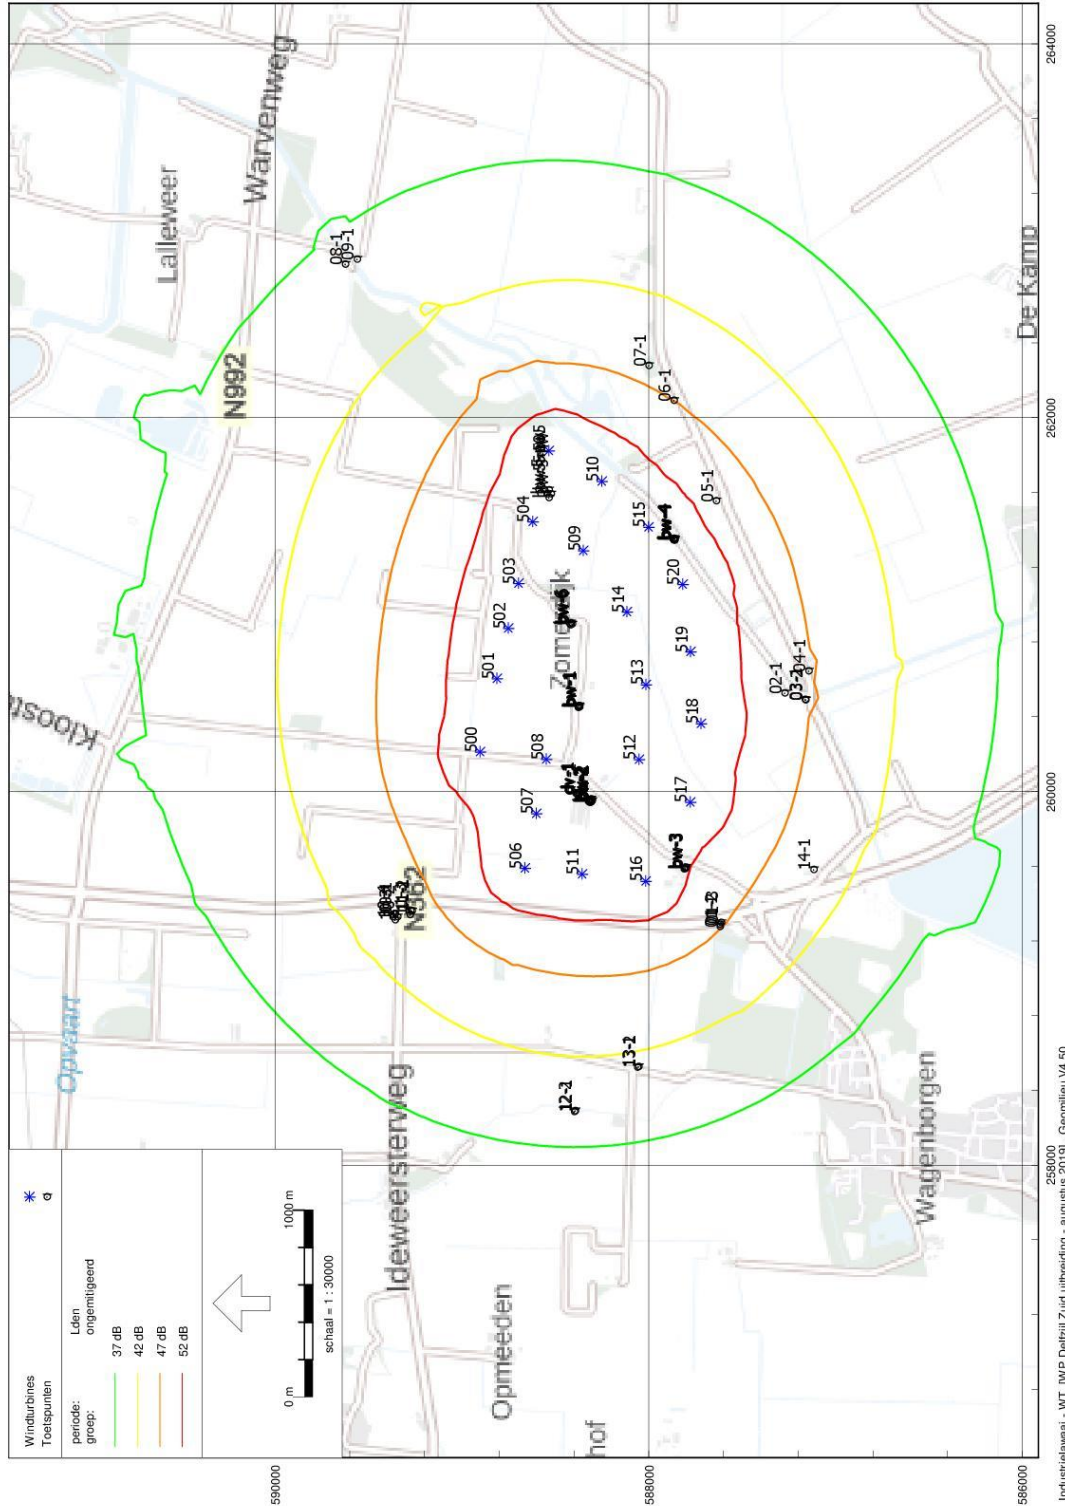 Windturbines
Toetspunten
periode: Lden
groep: ongemitigeerd
37 dB
42 dB
47 dB
52 dB
0 m
1000 m
schaal = 1 : 30000
Opvaart
N992
Lalleweer
Warvenweg
Ideweersterweg
N362
Opmeeden
hof
Wagenborgen
De Kamp
08-1
09-1
07-1
06-1
05-1
04-1
02-1
14-1
12-2
13-2
500
501
502
503
504
506
507
508
509
510
511
512
513
514
515
516
517
518
519
520
bw-1
bw-3
bw-4
bw-6
dv-1
590000
588000
586000
258000
260000
262000
264000
Industrielawaai - WT, [WP Delfzijl Zuid uitbreiding - augustus 2019] , Geomilieu V4.50